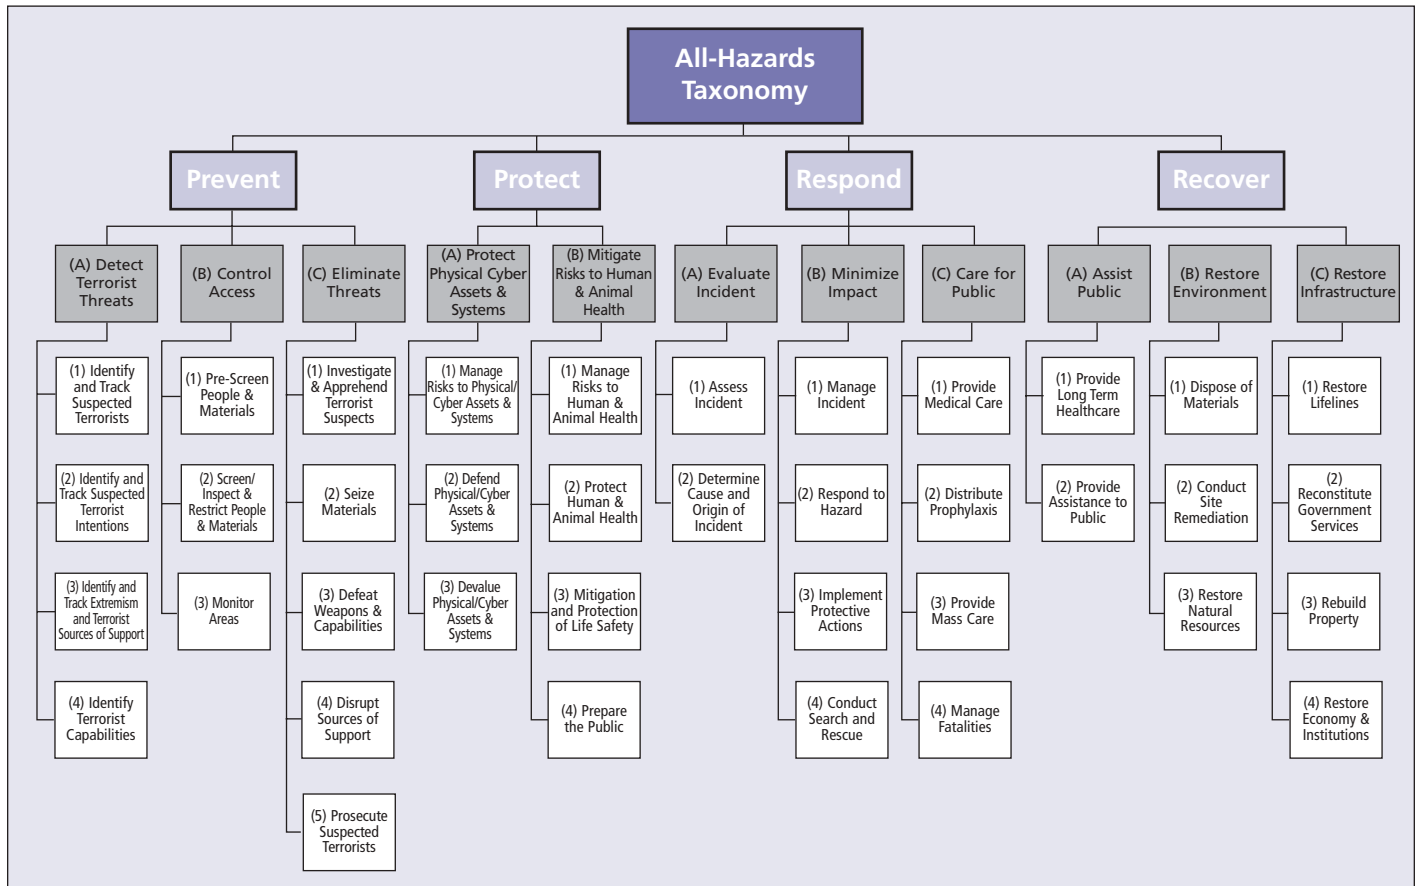 All-Hazards
Taxonomy
Prevent
Protect
Respond
Recover
(A) Detect
Terrorist
Threats
(B) Control
Access
(C) Eliminate
Threats
(A) Protect
Physical Cyber
Assets &
Systems
(B) Mitigate
Risks to Human
& Animal
Health
(A) Evaluate
Incident
(B) Minimize
Impact
(C) Care for
Public
(A) Assist
Public
(B) Restore
Environment
(C) Restore
Infrastructure
(1) Identify
and Track
Suspected
Terrorists
(1) Pre-Screen
People &
Materials
(1) Investigate
& Apprehend
Terrorist
Suspects
(1) Manage
Risks to Physical/
Cyber Assets &
Systems
(1) Manage
Risks to
Human &
Animal Health
(1) Assess
Incident
(1) Manage
Incident
(1) Provide
Medical Care
(1) Provide
Long Term
Healthcare
(1) Dispose of
Materials
(1) Restore
Lifelines
(2) Identify and
Track Suspected
Terrorist
Intentions
(2) Screen/
Inspect &
Restrict People
& Materials
(2) Seize
Materials
(2) Defend
Physical/Cyber
Assets &
Systems
(2) Protect
Human &
Animal Health
(2) Determine
Cause and
Origin of
Incident
(2) Respond to
Hazard
(2) Distribute
Prophylaxis
(2) Provide
Assistance to
Public
(2) Conduct
Site
Remediation
(2)
Reconstitute
Government
Services
(3) Identify and
Track Extremism
and Terrorist
Sources of Support
(3) Monitor
Areas
(3) Defeat
Weapons &
Capabilities
(3) Devalue
Physical/Cyber
Assets &
Systems
(3) Mitigation
and Protection
of Life Safety
(3) Implement
Protective
Actions
(3) Provide
Mass Care
(3) Restore
Natural
Resources
(3) Rebuild
Property
(4) Identify
Terrorist
Capabilities
(4) Disrupt
Sources of
Support
(4) Prepare
the Public
(4) Conduct
Search and
Rescue
(4) Manage
Fatalities
(4) Restore
Economy &
Institutions
(5) Prosecute
Suspected
Terrorists